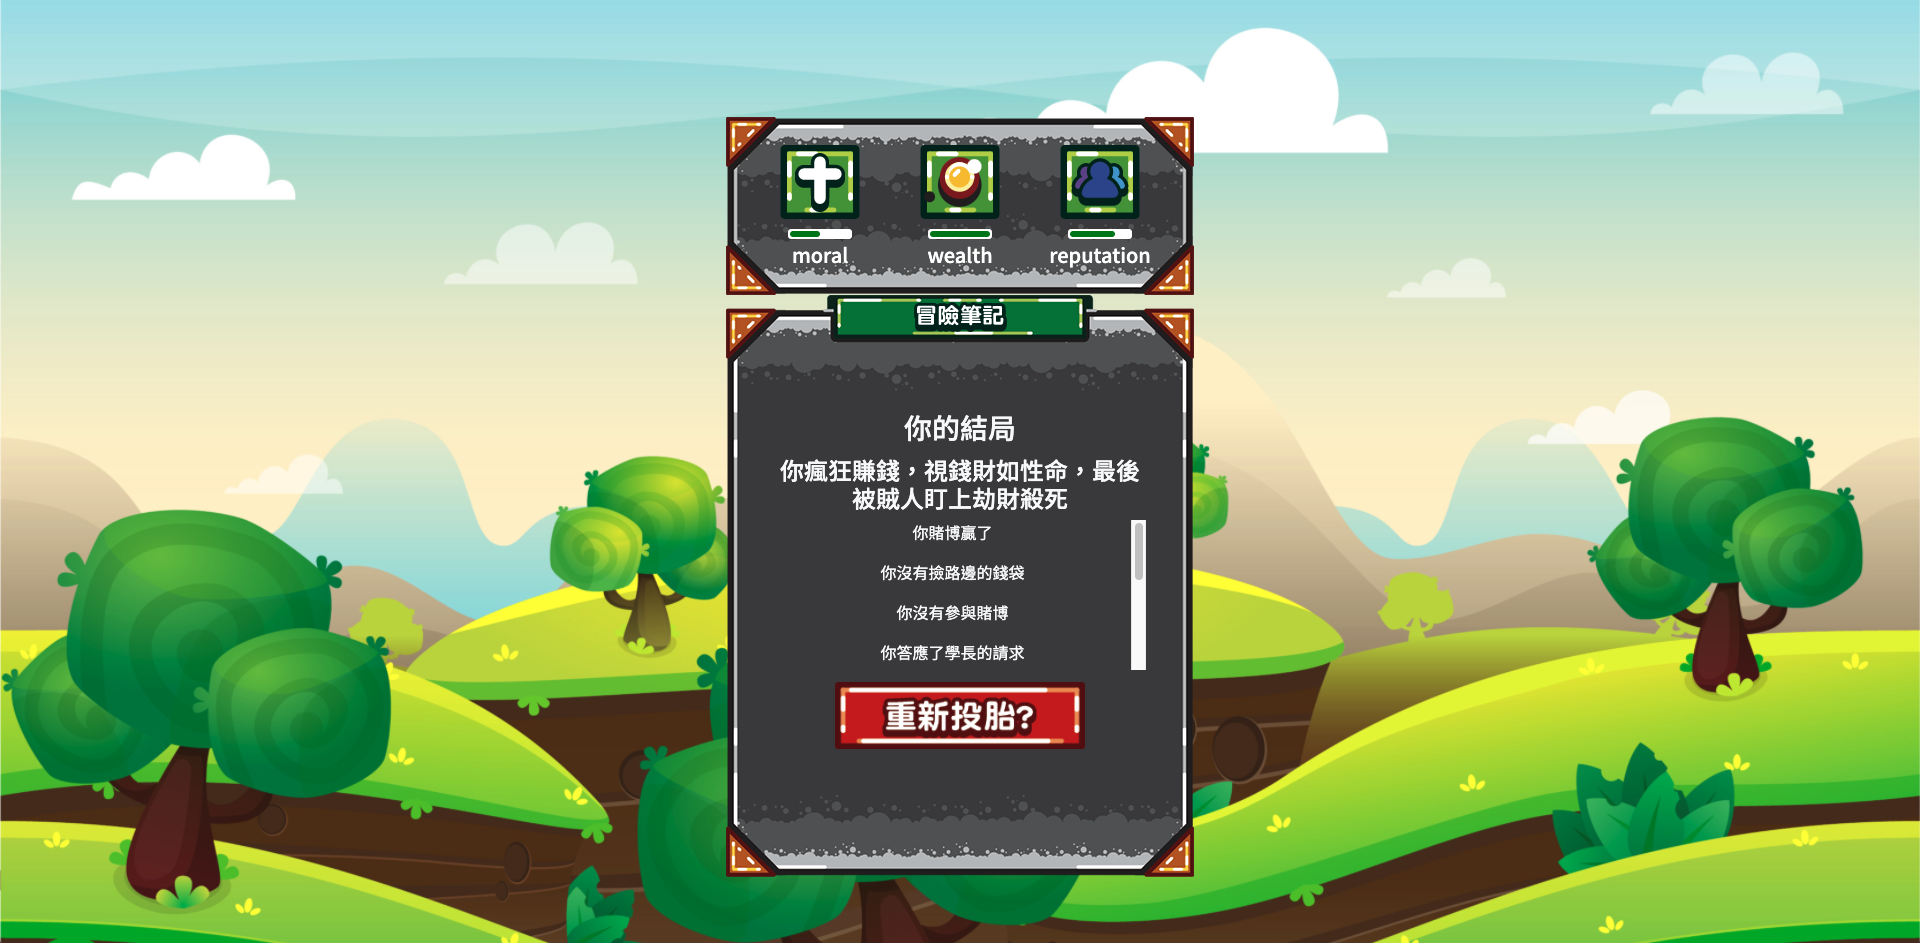 moral
wealth
reputation
冒險筆記
你的結局
你瘋狂賺錢，視錢財如性命，最後
被賊人盯上劫財殺死
你賭博贏了
你沒有撿路邊的錢袋
你沒有參與賭博
你答應了學長的請求
重新投胎?